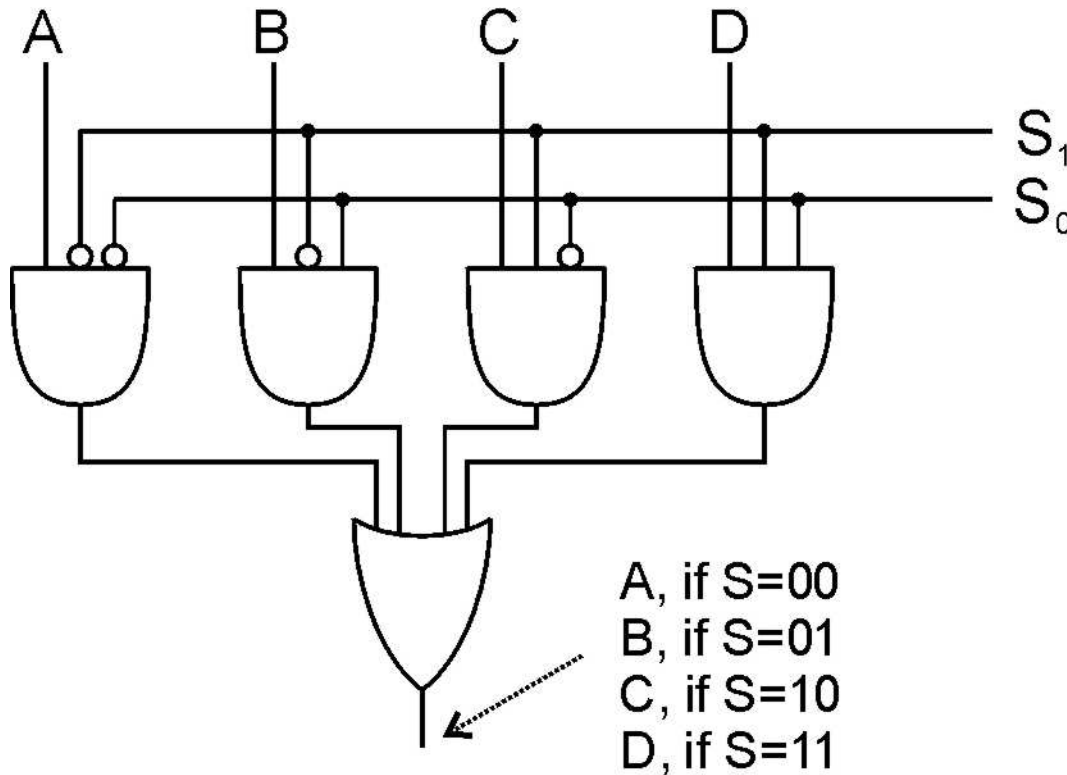 A B C D
S₁
S₀
A, if S=00
B, if S=01
C, if S=10
D, if S=11